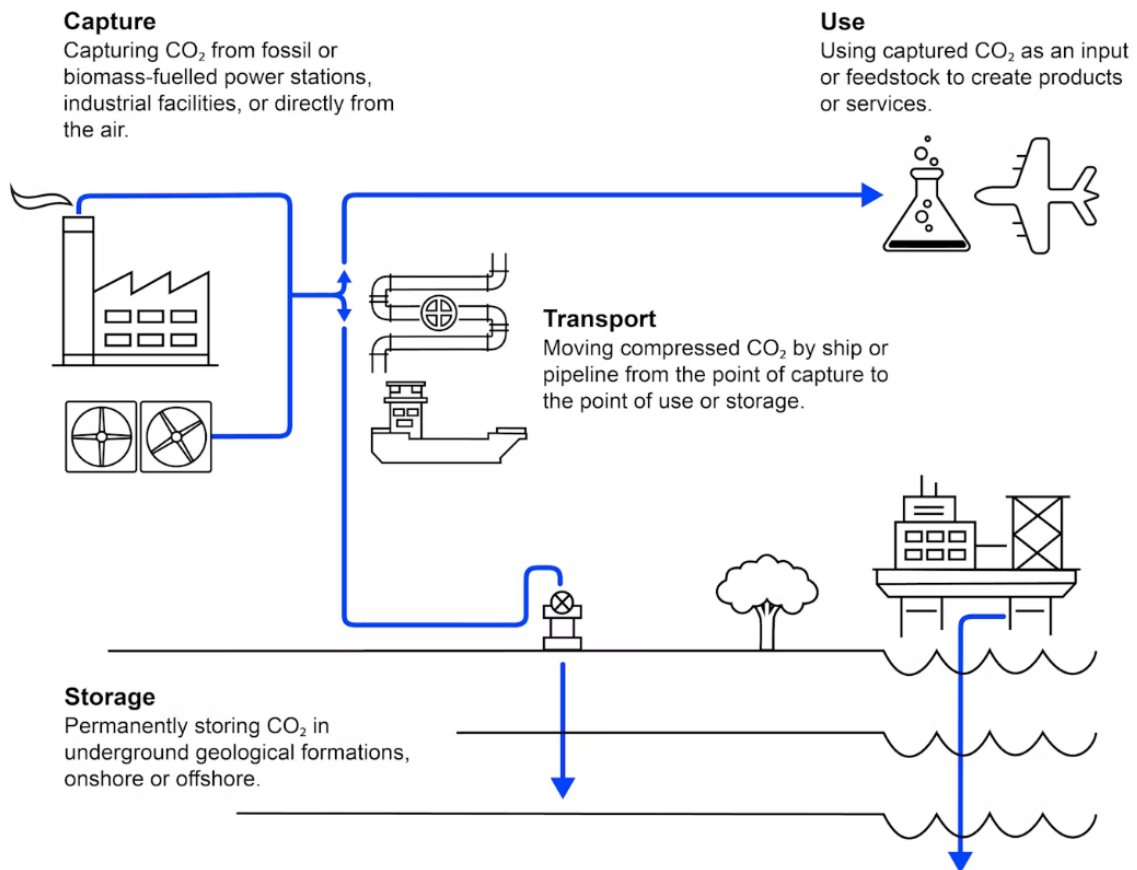 Capture
Capturing CO₂ from fossil or
biomass-fuelled power stations,
industrial facilities, or directly from
the air.
Use
Using captured CO₂ as an input
or feedstock to create products
or services.
Transport
Moving compressed CO₂ by ship or
pipeline from the point of capture to
the point of use or storage.
Storage
Permanently storing CO₂ in
underground geological formations,
onshore or offshore.